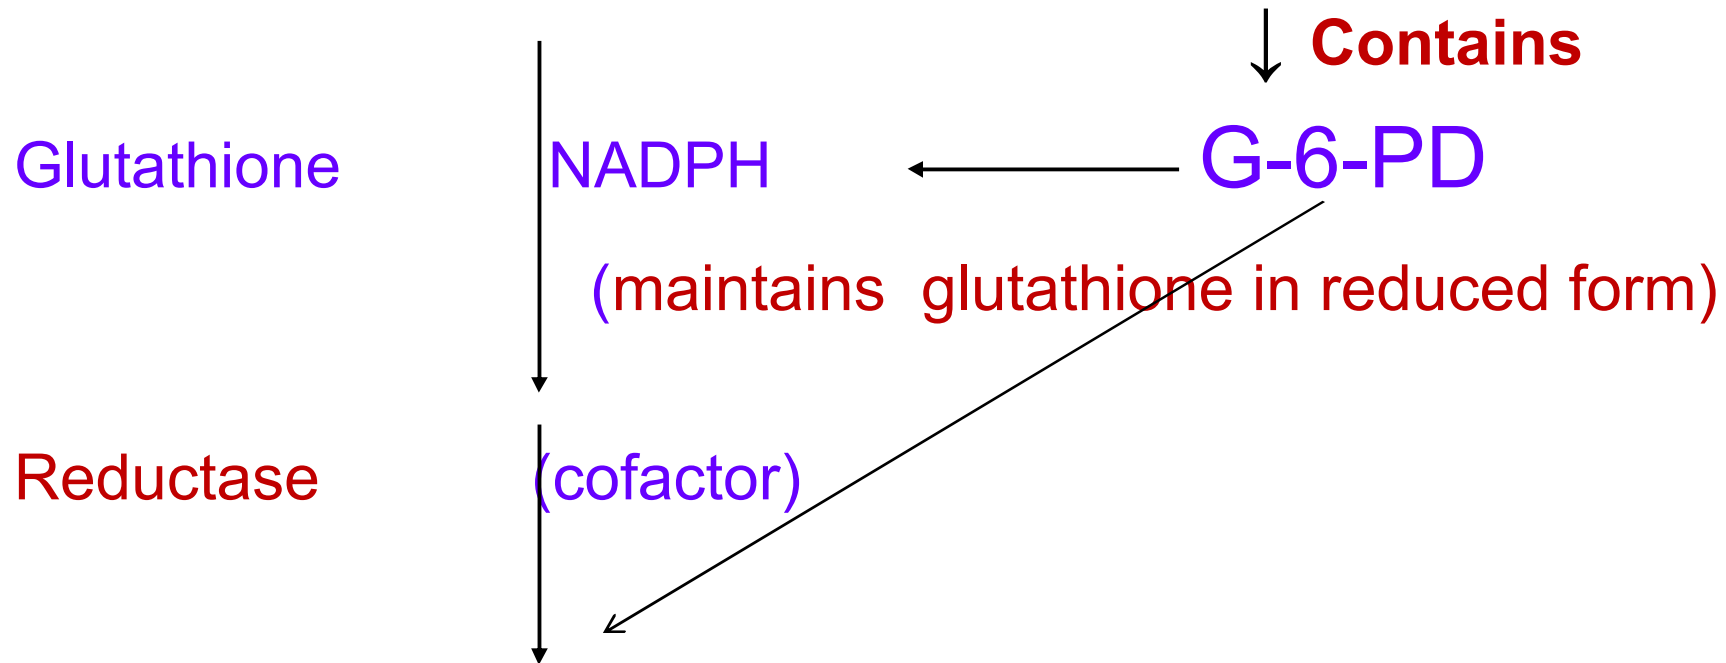 Contains
Glutathione NADPH G-6-PD
(maintains glutathione in reduced form)
Reductase (cofactor)